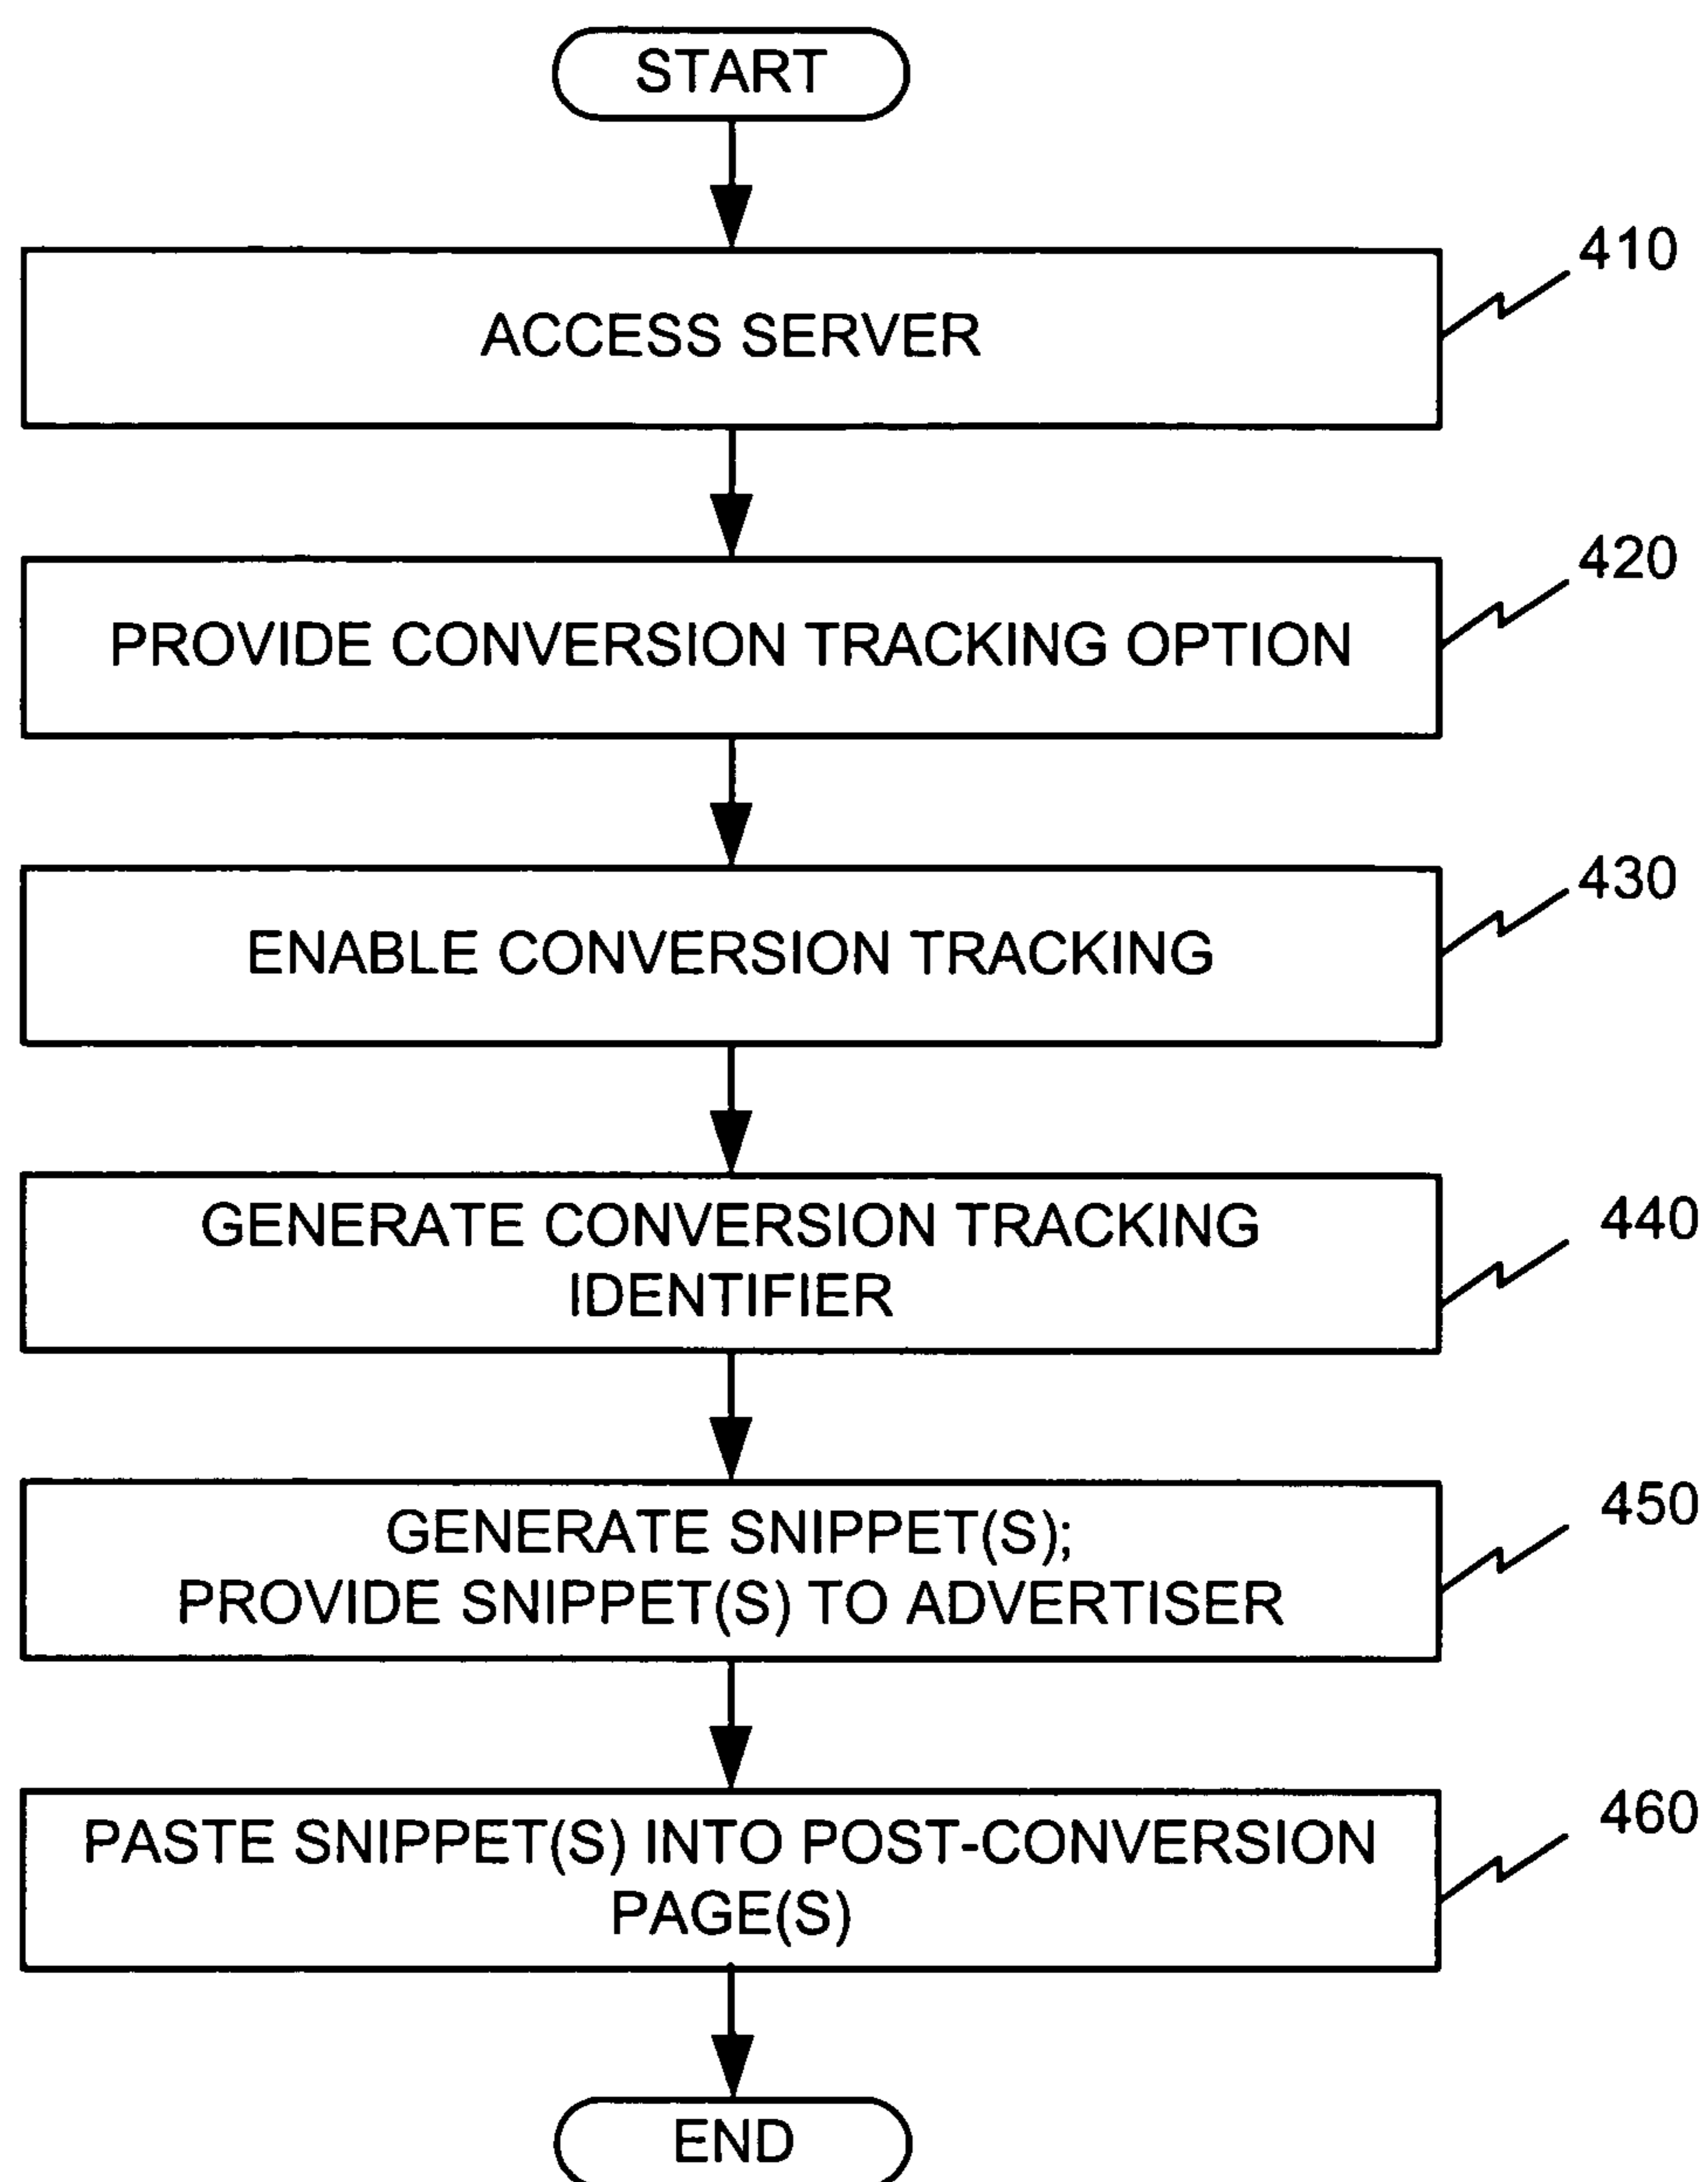 START
410
ACCESS SERVER
420
PROVIDE CONVERSION TRACKING OPTION
430
ENABLE CONVERSION TRACKING
440
GENERATE CONVERSION TRACKING
IDENTIFIER
450
GENERATE SNIPPET(S);
PROVIDE SNIPPET(S) TO ADVERTISER
460
PASTE SNIPPET(S) INTO POST-CONVERSION
PAGE(S)
END